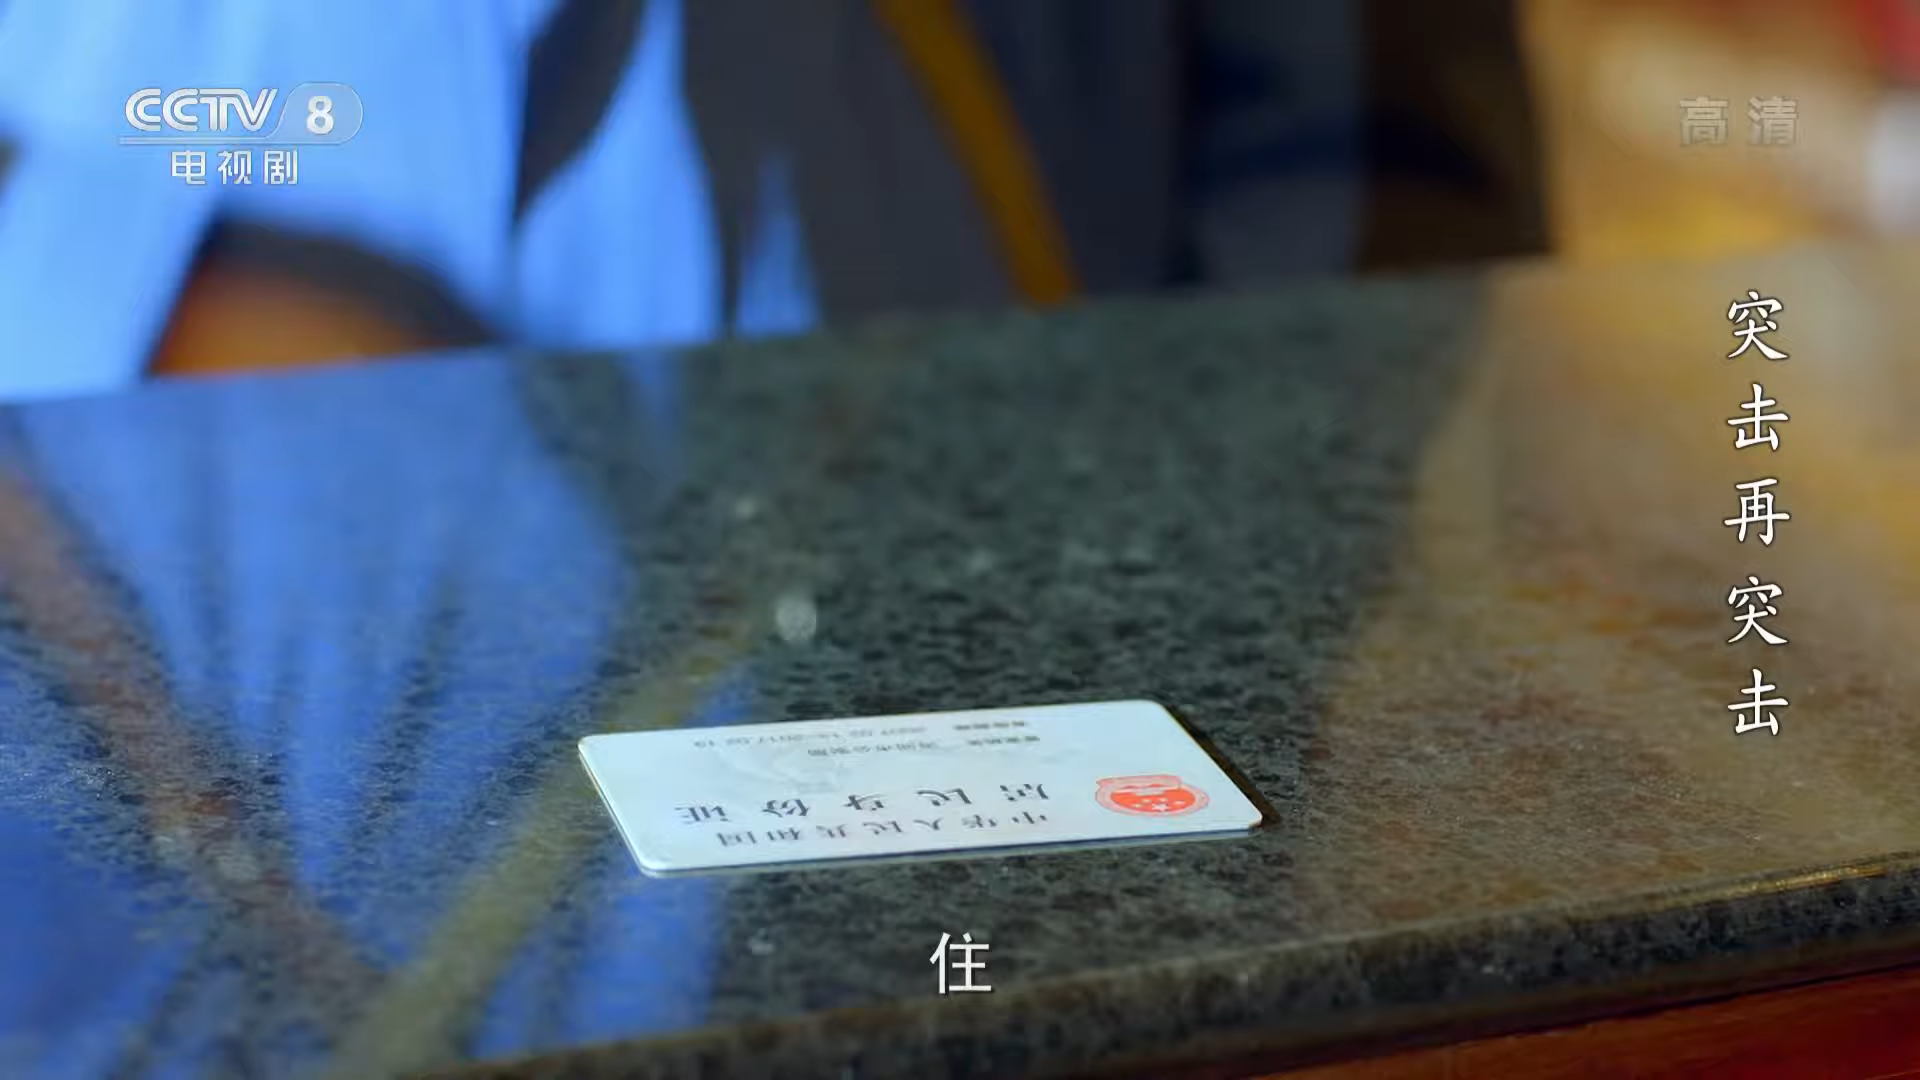 CCTV 8
电视剧
高清
突击再突击
中华人民共和国
居民身份证
住